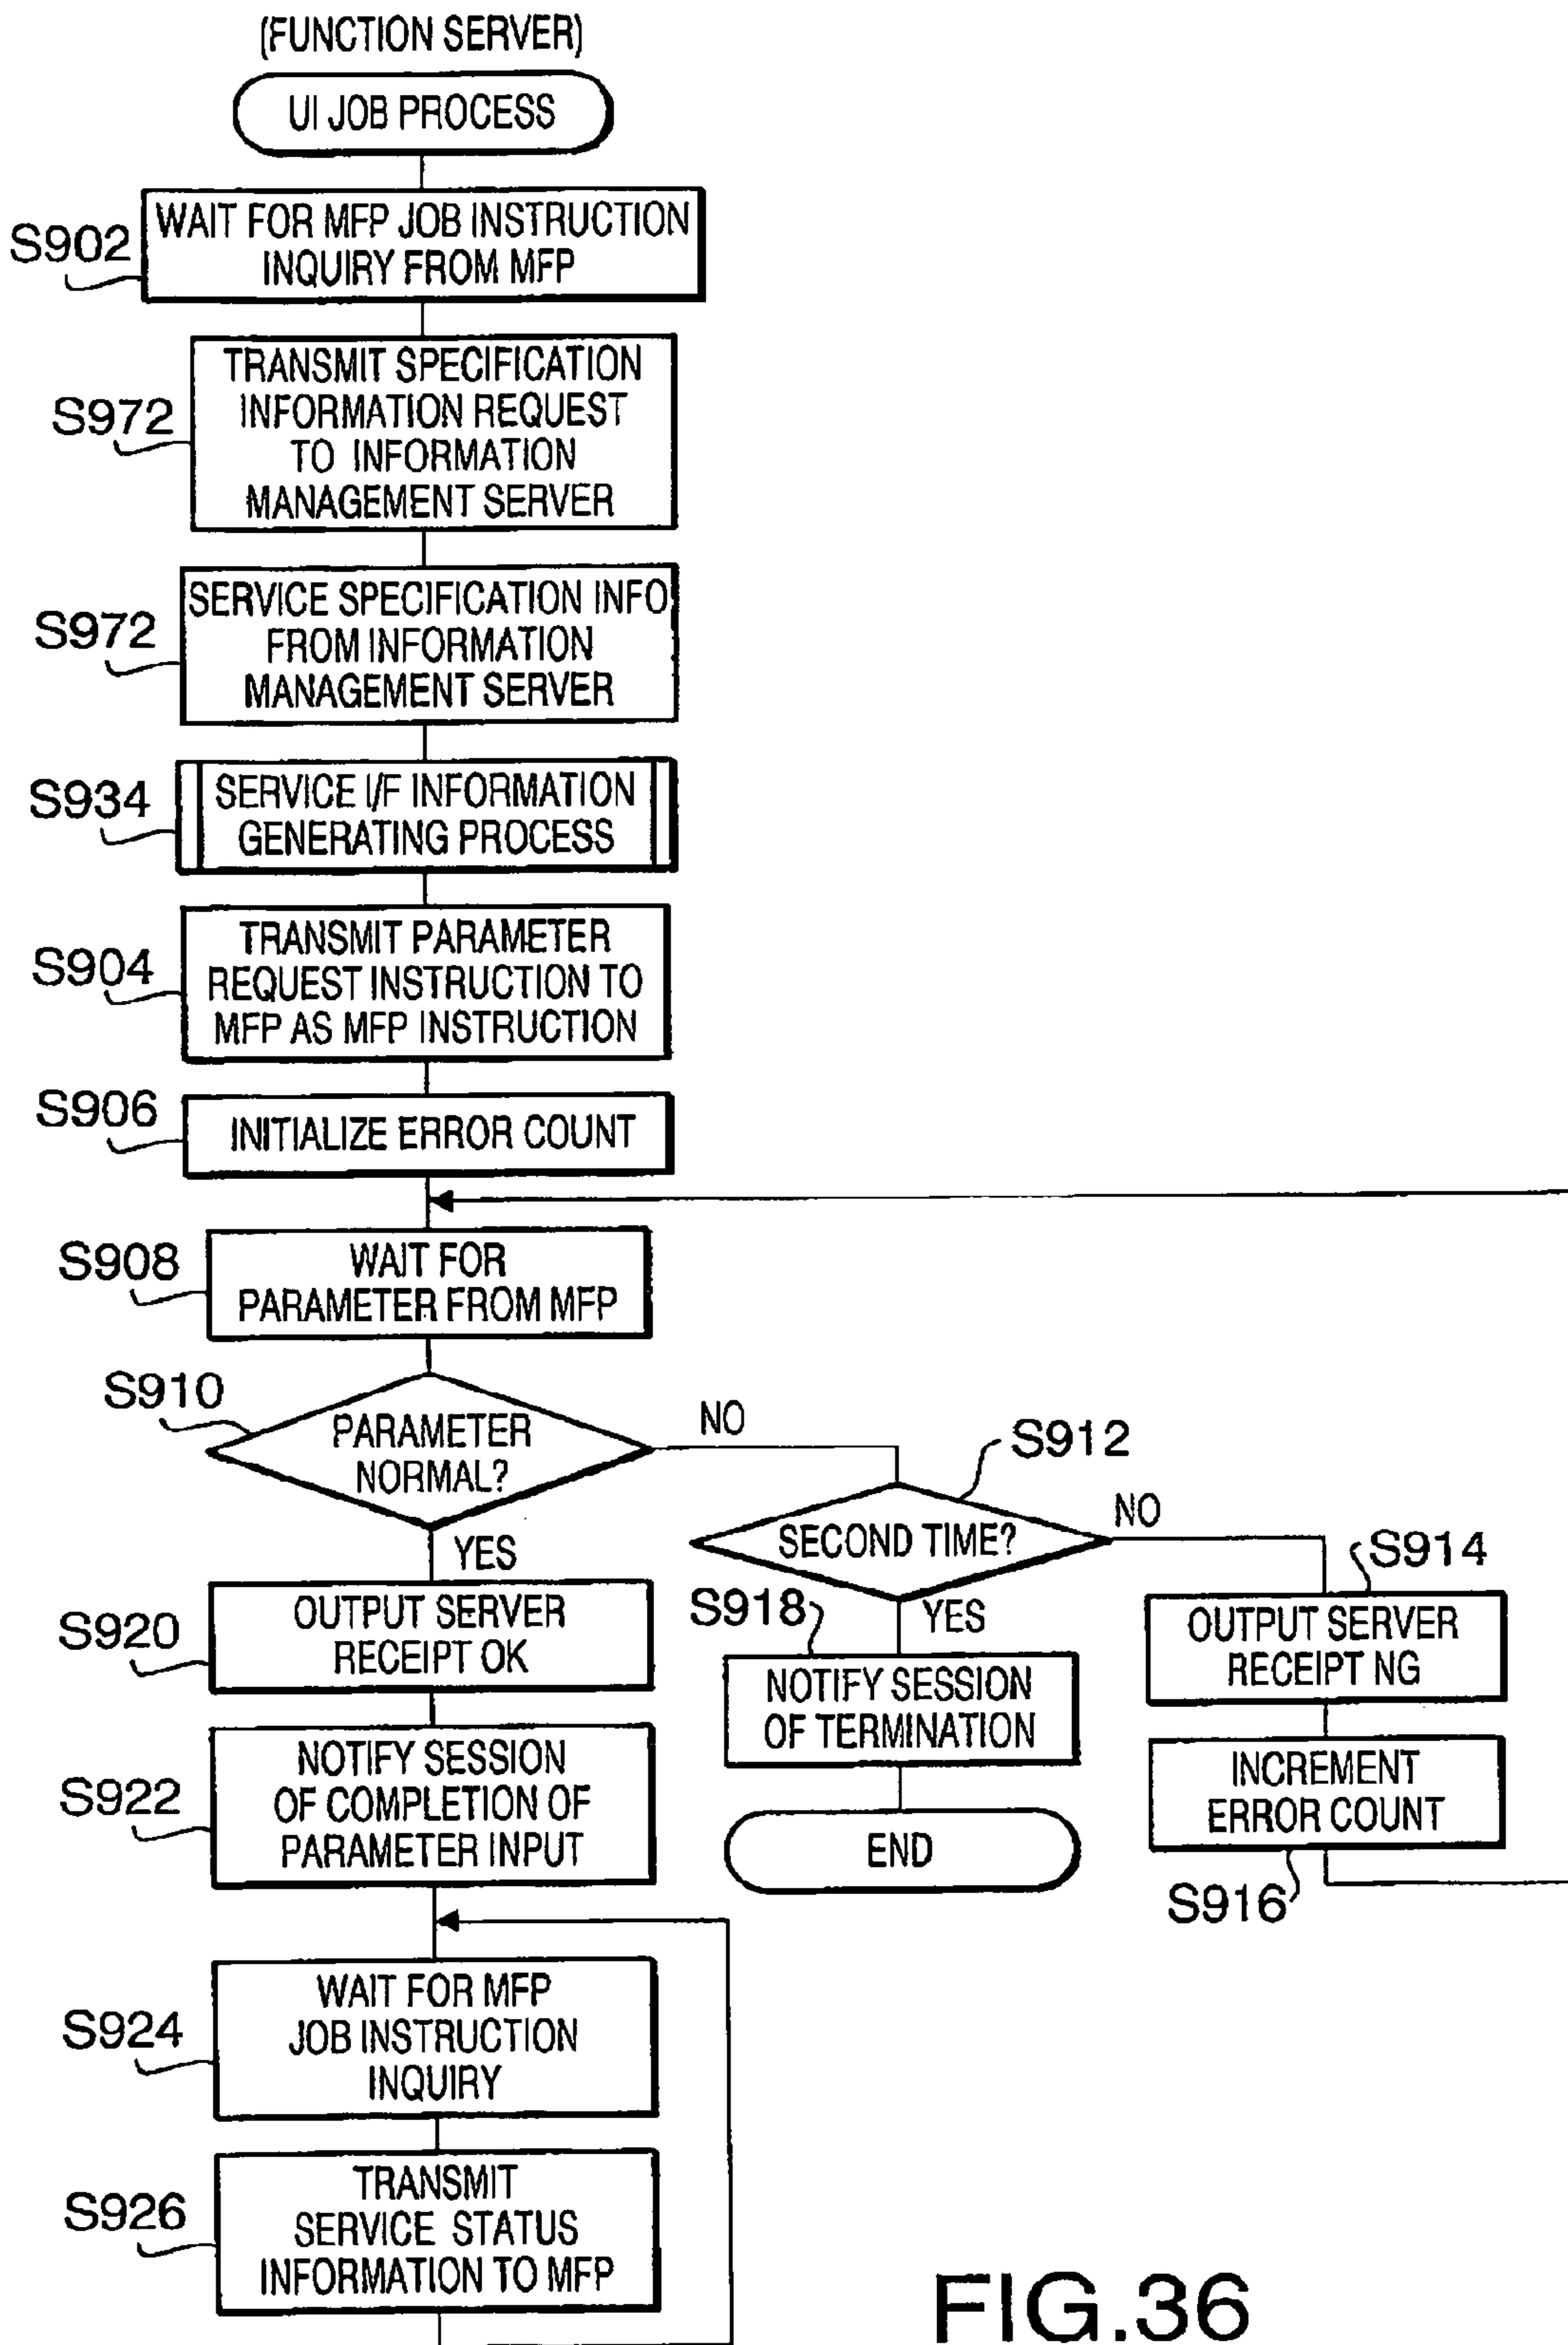 (FUNCTION SERVER)
UI JOB PROCESS
S902
WAIT FOR MFP JOB INSTRUCTION
INQUIRY FROM MFP
S972
TRANSMIT SPECIFICATION
INFORMATION REQUEST
TO INFORMATION
MANAGEMENT SERVER
S972
SERVICE SPECIFICATION INFO
FROM INFORMATION
MANAGEMENT SERVER
S934
SERVICE I/F INFORMATION
GENERATING PROCESS
S904
TRANSMIT PARAMETER
REQUEST INSTRUCTION TO
MFP AS MFP INSTRUCTION
S906
INITIALIZE ERROR COUNT
S908
WAIT FOR
PARAMETER FROM MFP
S910
PARAMETER
NORMAL?
NO
YES
S912
SECOND TIME?
NO
YES
S914
OUTPUT SERVER
RECEIPT NG
INCREMENT
ERROR COUNT
S916
S918
NOTIFY SESSION
OF TERMINATION
END
S920
OUTPUT SERVER
RECEIPT OK
S922
NOTIFY SESSION
OF COMPLETION OF
PARAMETER INPUT
S924
WAIT FOR MFP
JOB INSTRUCTION
INQUIRY
S926
TRANSMIT
SERVICE STATUS
INFORMATION TO MFP
FIG.36